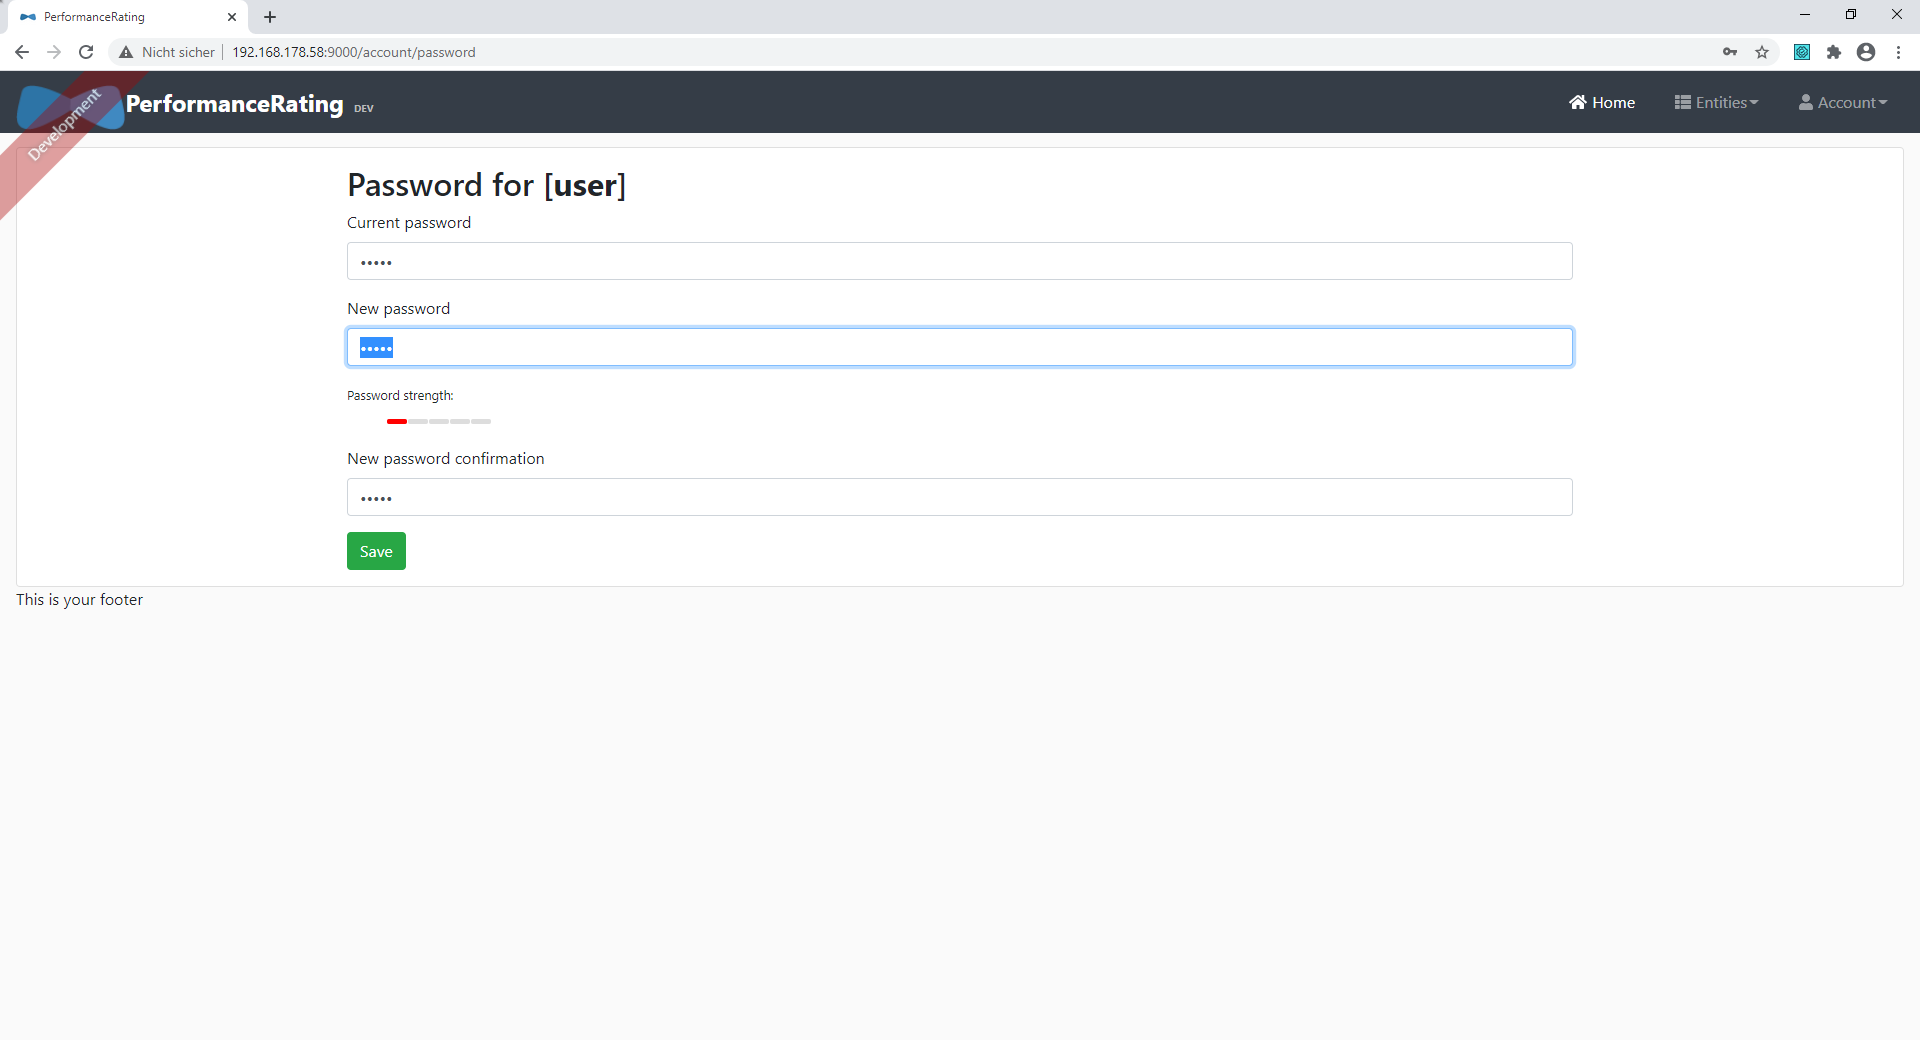 PerformanceRating
Nicht sicher 192.168.178.58:9000/account/password
Development
PerformanceRating DEV
Home Entities Account
Password for [user]
Current password
•••••
New password
•••••
Password strength:
New password confirmation
•••••
Save
This is your footer